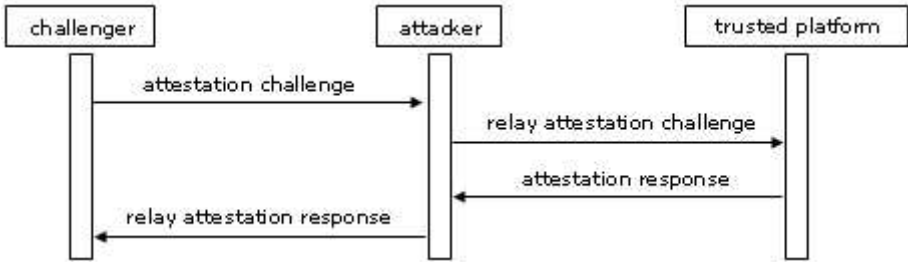 challenger
attacker
trusted platform
attestation challenge
relay attestation challenge
attestation response
relay attestation response